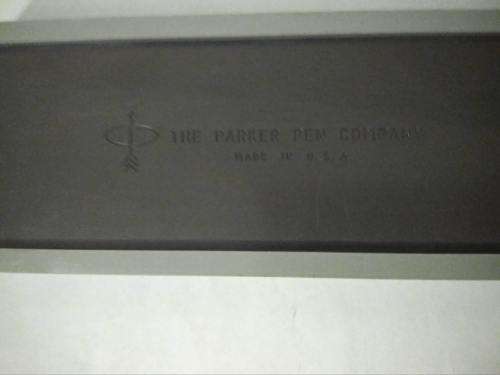 THE PARKER PEN COMPANY
MADE IN U.S.A